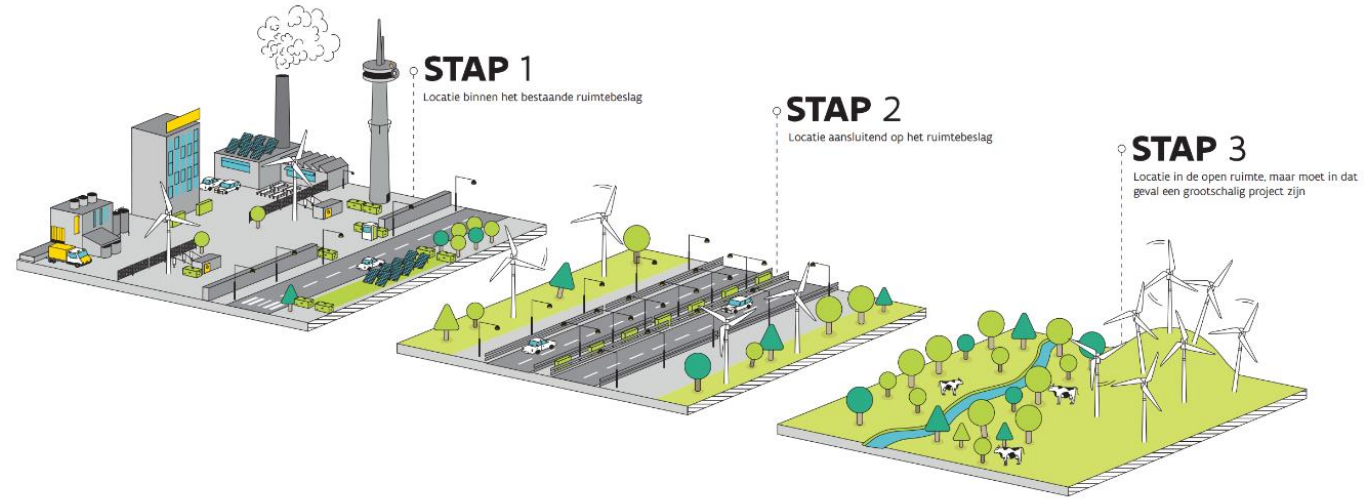 STAP 1
Locatie binnen het bestaande ruimtebeslag
STAP 2
Locatie aansluitend op het ruimtebeslag
STAP 3
Locatie in de open ruimte, maar moet in dat
geval een grootschalig project zijn